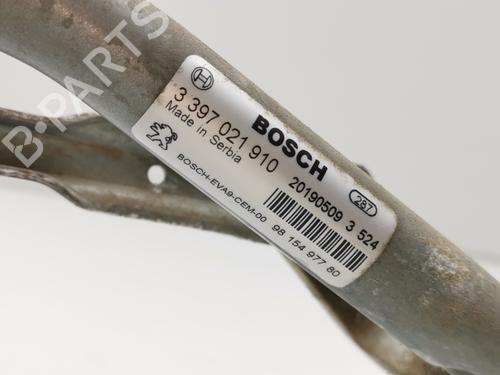 B-PARTS
3 397 021 910
BOSCH
Made in Serbia
20190509 3 524
287
BOSCH-EVA9-CEM-00
98 154 977 80